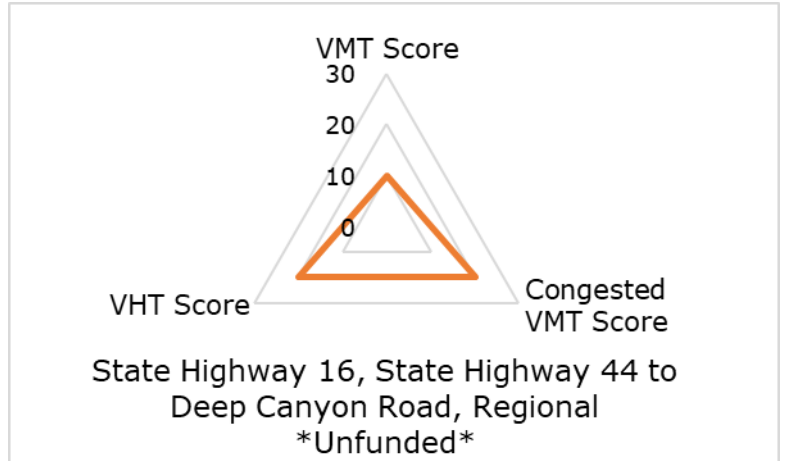 VMT Score
30
20
10
0
VHT Score
Congested
VMT Score
State Highway 16, State Highway 44 to
Deep Canyon Road, Regional
*Unfunded*